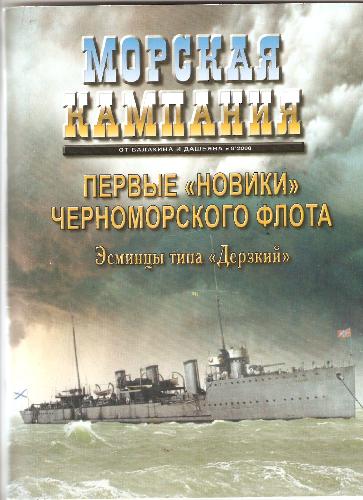 МОРСКАЯ
КАМПАНИЯ
ОТ БАЛАКИНА И ДАШЬЯНА
ПЕРВЫЕ «НОВИКИ»
ЧЕРНОМОРСКОГО ФЛОТА
Эсминцы типа «Дерзкий»